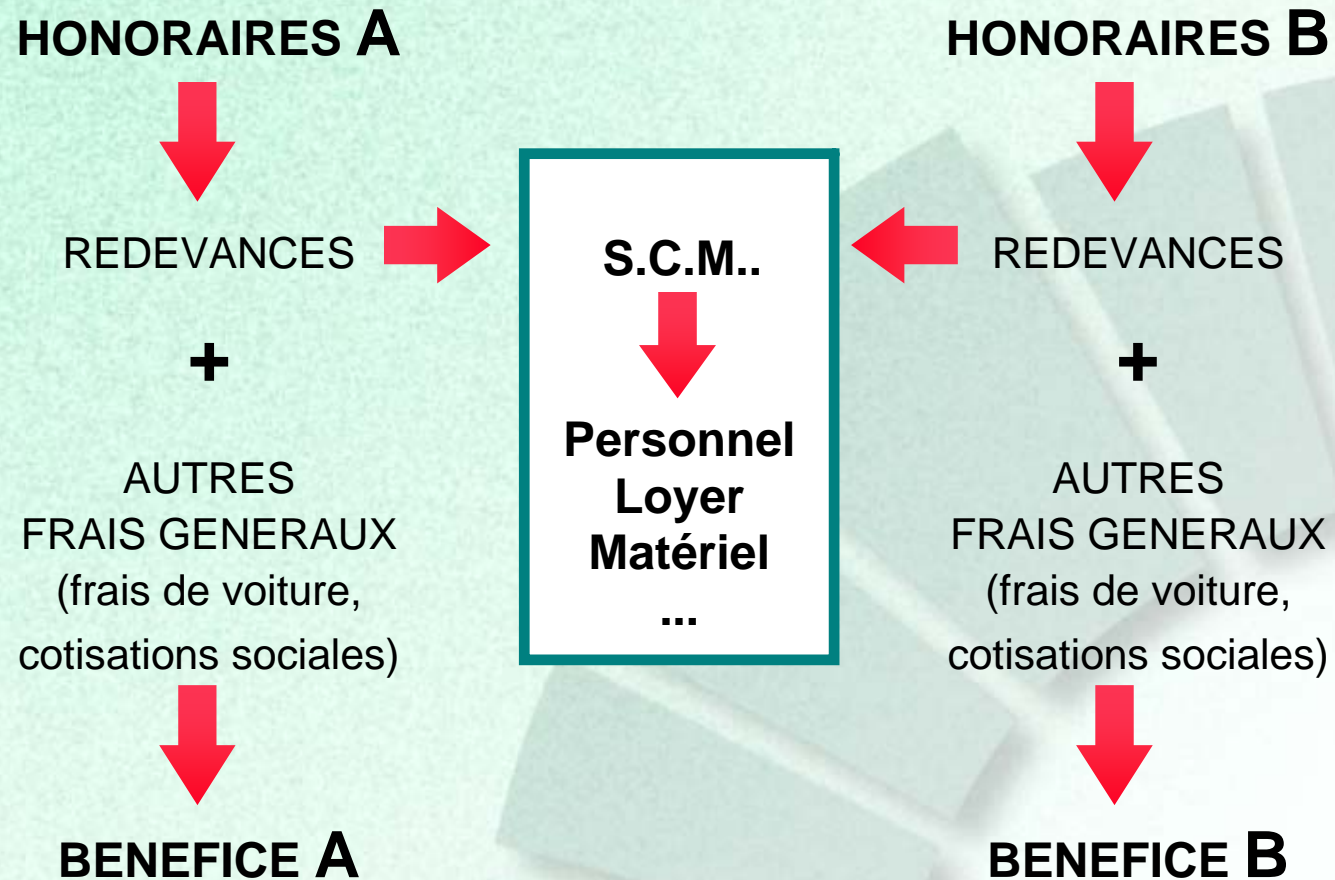 HONORAIRES A
REDEVANCES
+
AUTRES
FRAIS GENERAUX
(frais de voiture,
cotisations sociales)
BENEFICE A
S.C.M..
Personnel
Loyer
Matériel
...
HONORAIRES B
REDEVANCES
+
AUTRES
FRAIS GENERAUX
(frais de voiture,
cotisations sociales)
BENEFICE B